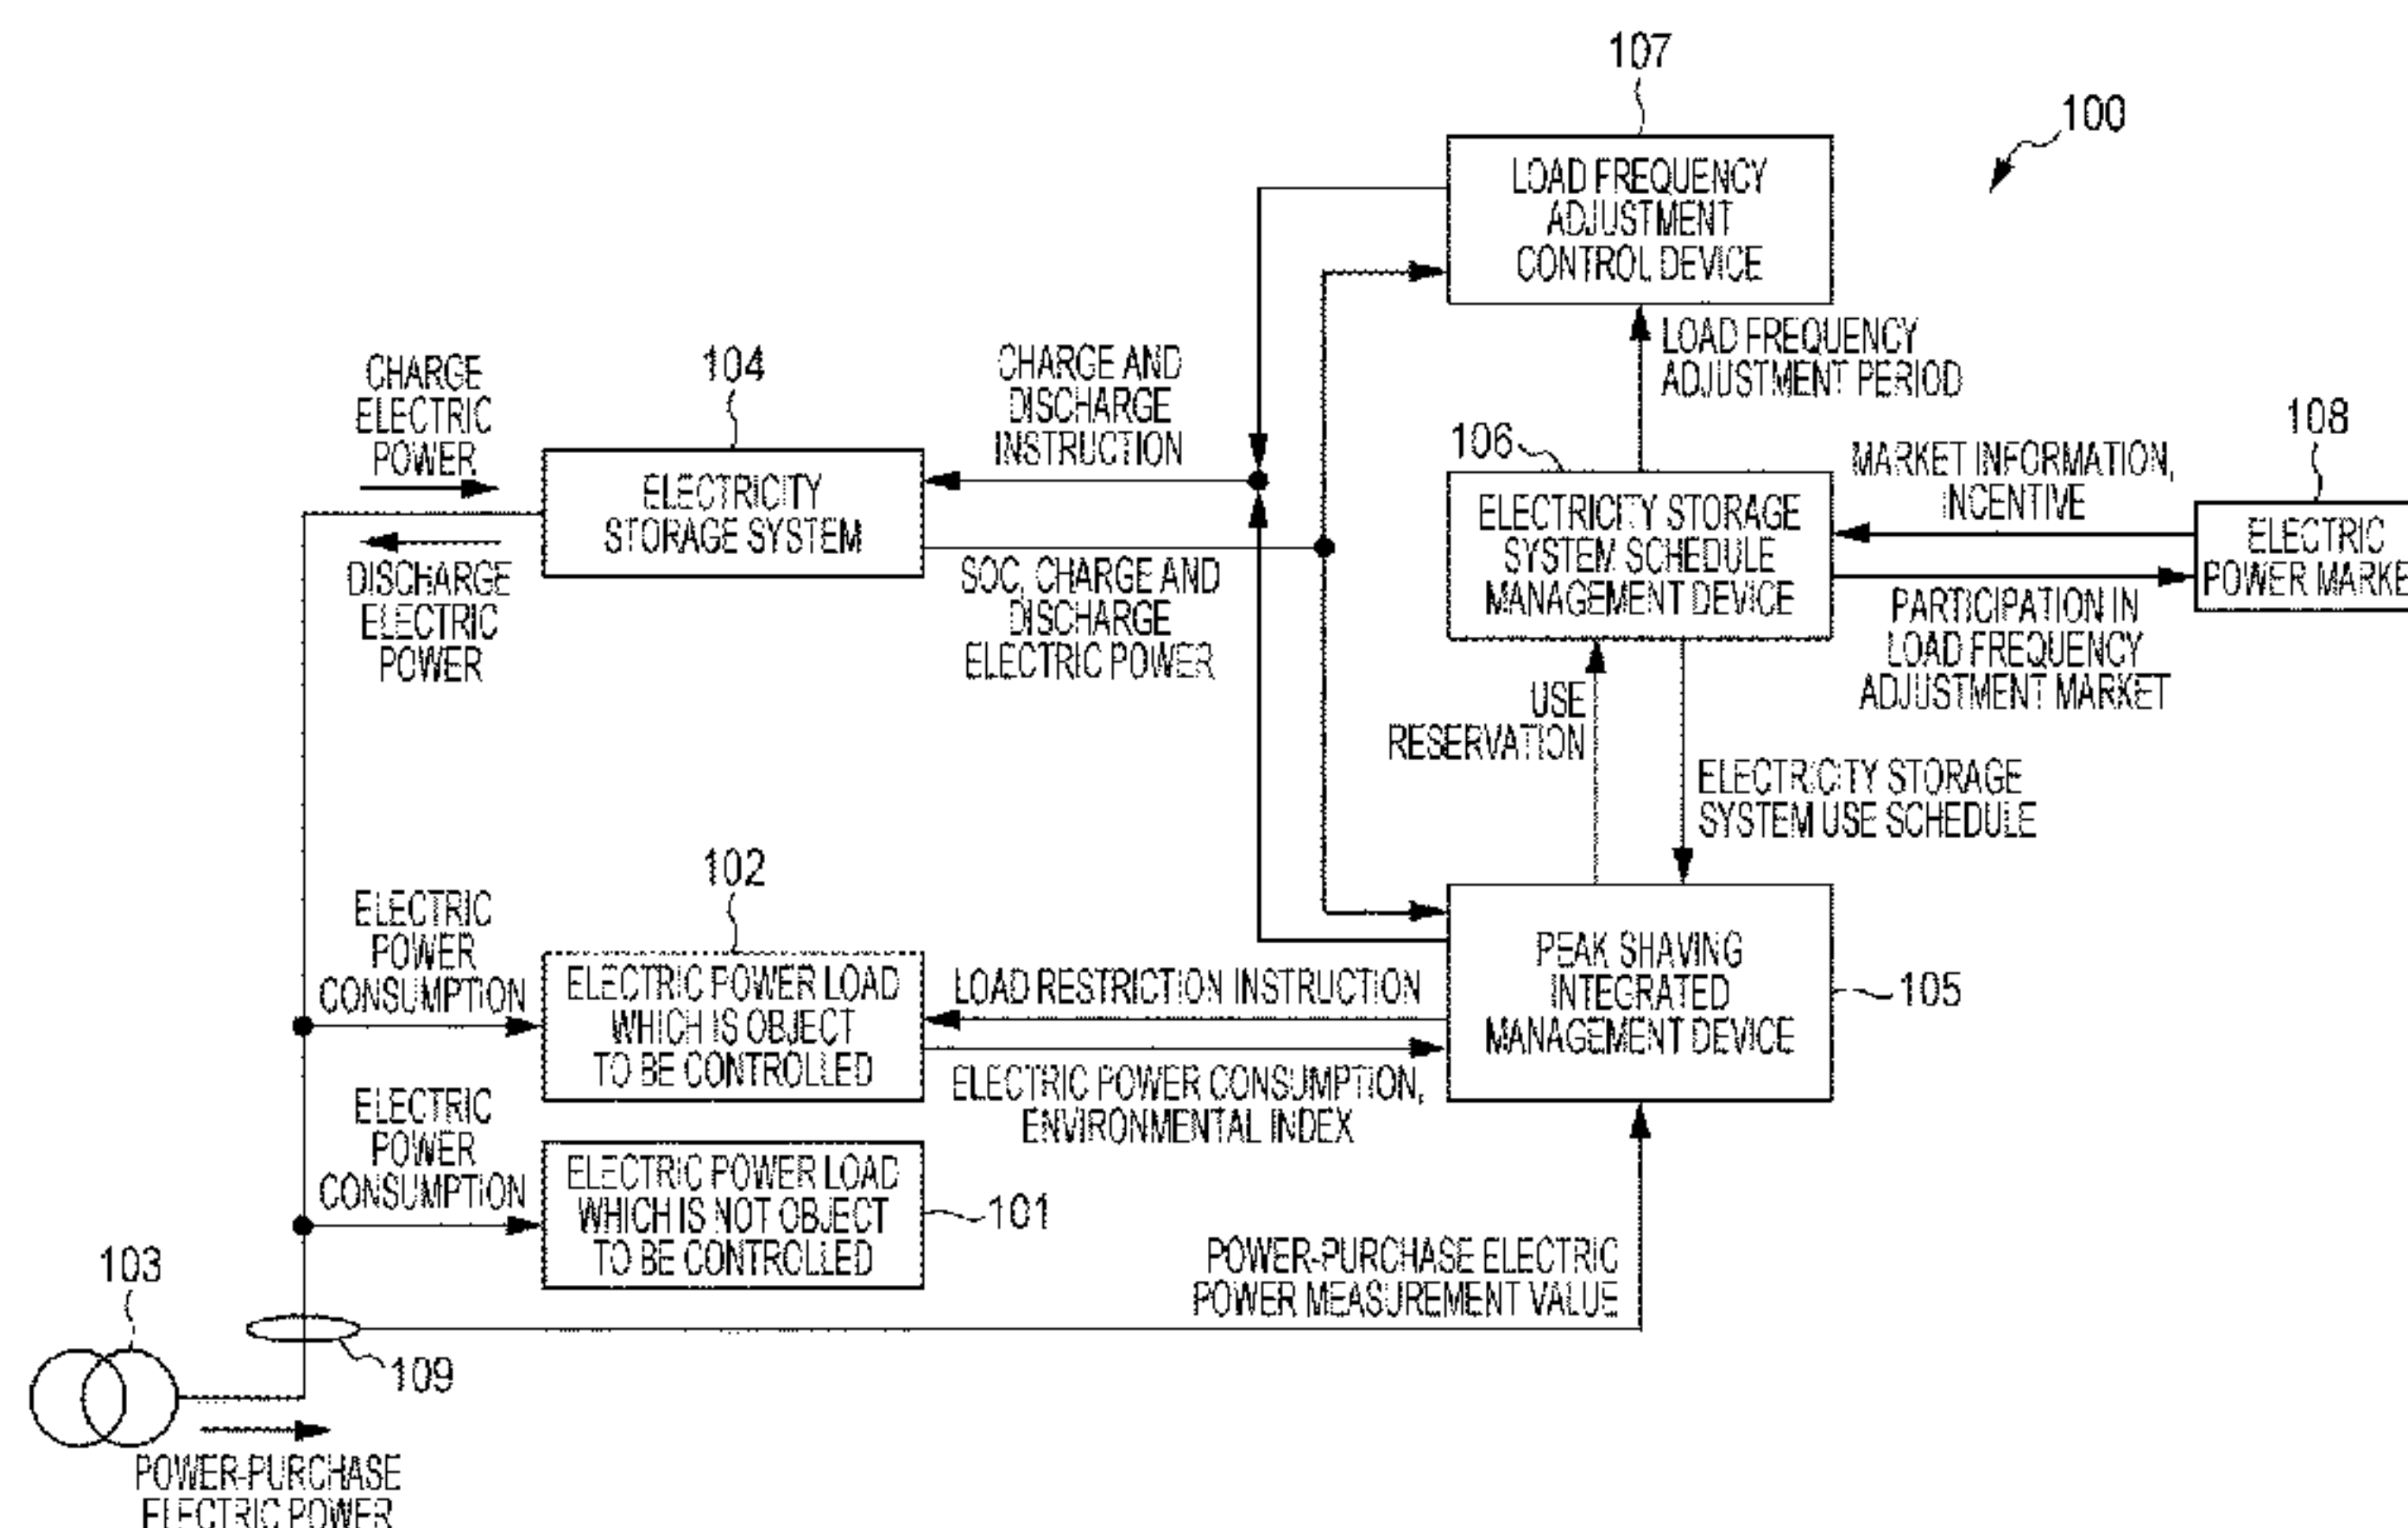 107
100
LOAD FREQUENCY
ADJUSTMENT
CONTROL DEVICE
LOAD FREQUENCY
ADJUSTMENT PERIOD
CHARGE
ELECTRIC
POWER
104
CHARGE AND
DISCHARGE
INSTRUCTION
106
MARKET INFORMATION,
INCENTIVE
108
ELECTRICITY
STORAGE SYSTEM
ELECTRICITY STORAGE
SYSTEM SCHEDULE
MANAGEMENT DEVICE
ELECTRIC
POWER MARKE
DISCHARGE
ELECTRIC
POWER
SOC, CHARGE AND
DISCHARGE
ELECTRIC POWER
PARTICIPATION IN
LOAD FREQUENCY
ADJUSTMENT MARKET
USE
RESERVATION
ELECTRICITY STORAGE
SYSTEM USE SCHEDULE
102
ELECTRIC
POWER
CONSUMPTION
ELECTRIC POWER LOAD
WHICH IS OBJECT
TO BE CONTROLLED
LOAD RESTRICTION INSTRUCTION
PEAK SHAVING
INTEGRATED
MANAGEMENT DEVICE
105
ELECTRIC POWER CONSUMPTION,
ENVIRONMENTAL INDEX
ELECTRIC
POWER
CONSUMPTION
ELECTRIC POWER LOAD
WHICH IS NOT OBJECT
TO BE CONTROLLED
101
103
POWER-PURCHASE ELECTRIC
POWER MEASUREMENT VALUE
109
POWER-PURCHASE
ELECTRIC POWER